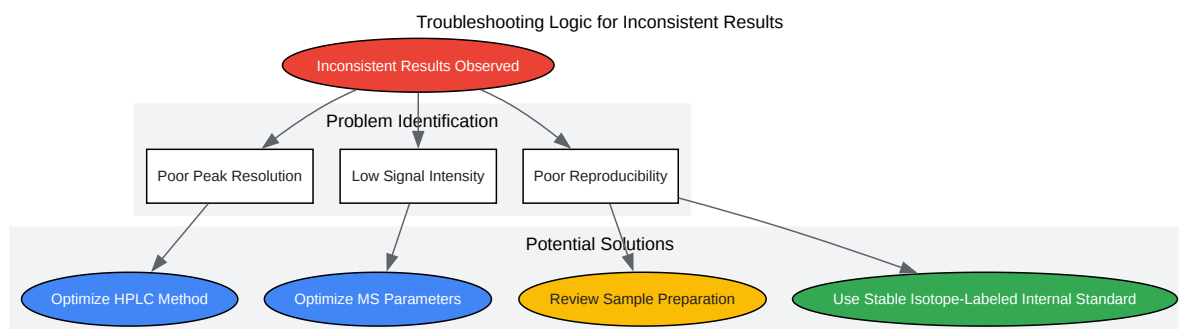 Troubleshooting Logic for Inconsistent Results
Inconsistent Results Observed
Problem Identification
Poor Peak Resolution
Low Signal Intensity
Poor Reproducibility
Potential Solutions
Optimize HPLC Method
Optimize MS Parameters
Review Sample Preparation
Use Stable Isotope-Labeled Internal Standard